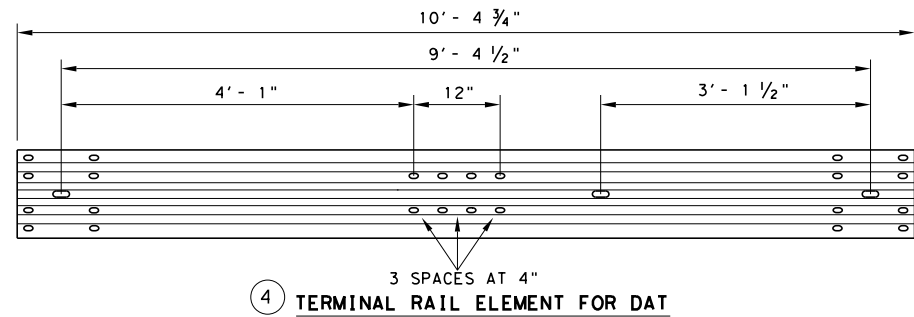 10'- 4 ¾"
9'- 4 ½"
4'- 1"
12"
3'- 1 ½"
3 SPACES AT 4"
4 TERMINAL RAIL ELEMENT FOR DAT